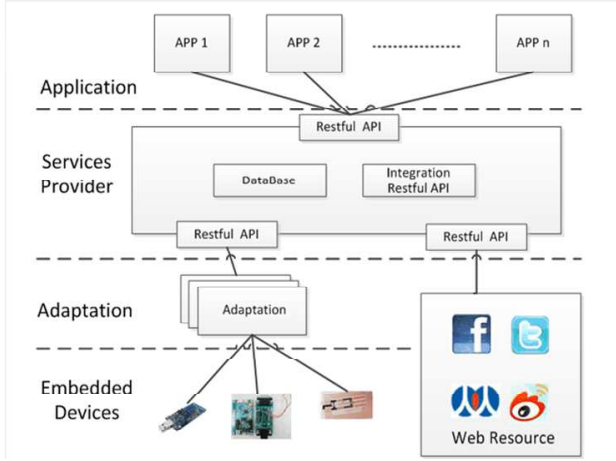 APP 1
APP 2
APP n
Application
Restful API
Services
Provider
DataBase
Integration
Restful API
Restful API
Restful API
Adaptation
Adaptation
Embedded
Devices
Web Resource